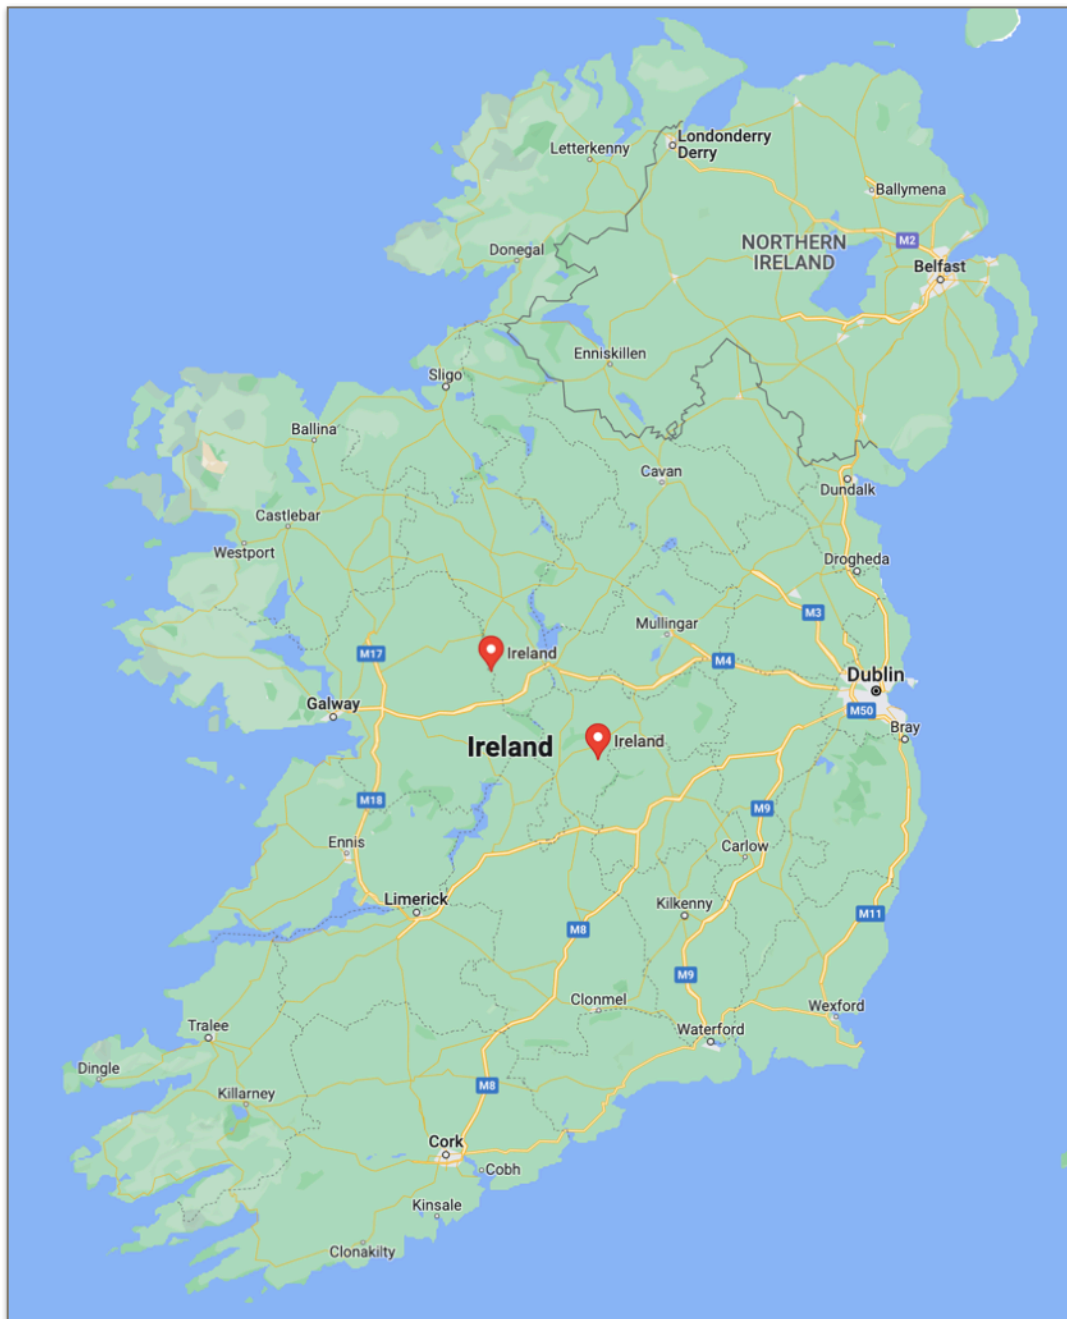 Londonderry
Derry
Letterkenny
Ballymena
NORTHERN
IRELAND
M2
Donegal
Belfast
Enniskillen
Sligo
Ballina
Cavan
Dundalk
Castlebar
Westport
Drogheda
M3
Mullingar
M17
Ireland
M4
Dublin
Galway
M50
Bray
Ireland
Ireland
M18
M9
Ennis
Carlow
Limerick
Kilkenny
M11
M8
M9
Clonmel
Wexford
Tralee
Waterford
Dingle
M8
Killarney
Cork
Cobh
Kinsale
Clonakilty